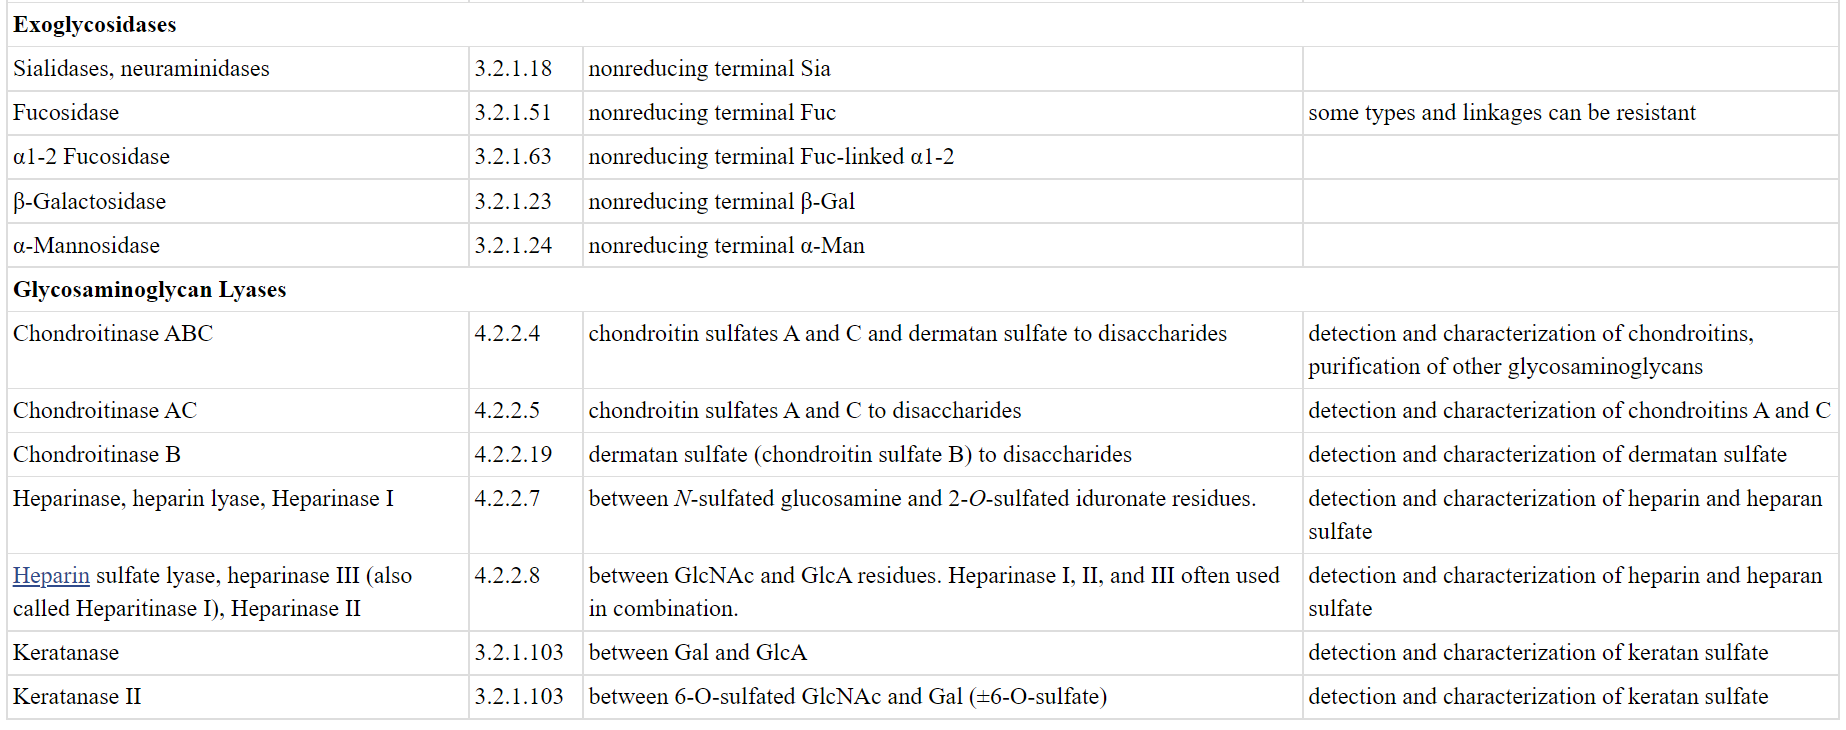 Exoglycosidases
Sialidases, neuraminidases 3.2.1.18 nonreducing terminal Sia
Fucosidase 3.2.1.51 nonreducing terminal Fuc some types and linkages can be resistant
α1-2 Fucosidase 3.2.1.63 nonreducing terminal Fuc-linked α1-2
β-Galactosidase 3.2.1.23 nonreducing terminal β-Gal
α-Mannosidase 3.2.1.24 nonreducing terminal α-Man
Glycosaminoglycan Lyases
Chondroitinase ABC 4.2.2.4 chondroitin sulfates A and C and dermatan sulfate to disaccharides detection and characterization of chondroitins,
purification of other glycosaminoglycans
Chondroitinase AC 4.2.2.5 chondroitin sulfates A and C to disaccharides detection and characterization of chondroitins A and C
Chondroitinase B 4.2.2.19 dermatan sulfate (chondroitin sulfate B) to disaccharides detection and characterization of dermatan sulfate
Heparinase, heparin lyase, Heparinase I 4.2.2.7 between N-sulfated glucosamine and 2-O-sulfated iduronate residues. detection and characterization of heparin and heparan
sulfate
Heparin sulfate lyase, heparinase III (also 4.2.2.8 between GlcNAc and GlcA residues. Heparinase I, II, and III often used detection and characterization of heparin and heparan
called Heparitinase I), Heparinase II in combination. sulfate
Keratanase 3.2.1.103 between Gal and GlcA detection and characterization of keratan sulfate
Keratanase II 3.2.1.103 between 6-O-sulfated GlcNAc and Gal (±6-O-sulfate) detection and characterization of keratan sulfate